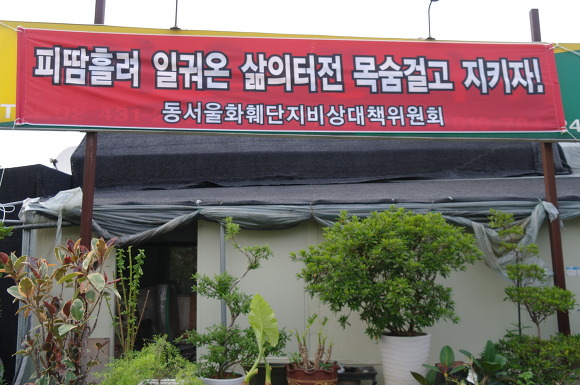 피땀흘려 일궈온 삶의터전 목숨걸고 지키자!
동서울화훼단지비상대책위원회